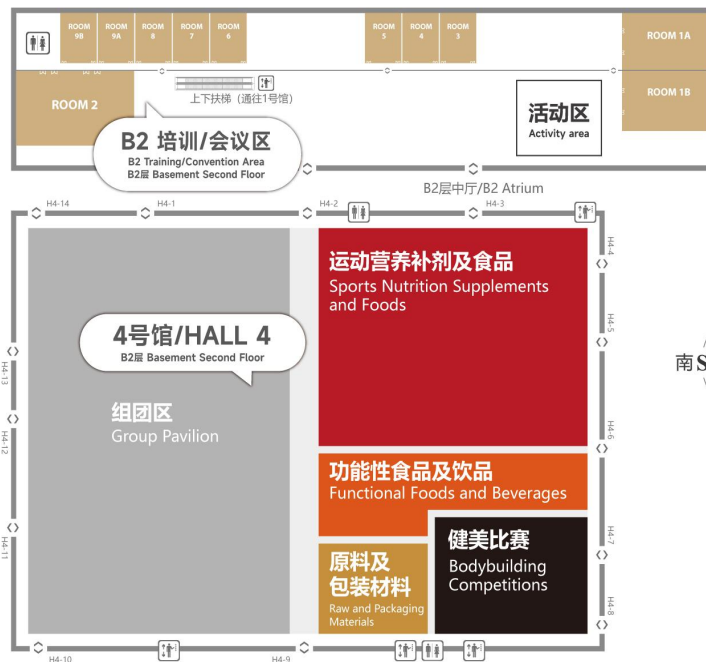 ROOM
9B
ROOM
9A
ROOM
8
ROOM
7
ROOM
6
ROOM
5
ROOM
4
ROOM
3
ROOM 1A
ROOM 2
上下扶梯（通往1号馆）
活动区
Activity area
ROOM 1B
B2 培训/会议区
B2 Training/Convention Area
B2层 Basement Second Floor
B2层中厅/B2 Atrium
H4-14
H4-1
H4-2
H4-3
H4-4
运动营养补剂及食品
Sports Nutrition Supplements
and Foods
H4-5
4号馆/HALL 4
B2层 Basement Second Floor
H4-13
南S
组团区
Group Pavilion
H4-12
H4-6
功能性食品及饮品
Functional Foods and Beverages
H4-11
健美比赛
Bodybuilding
Competitions
H4-7
原料及
包装材料
Raw and Packaging
Materials
H4-8
H4-10
H4-9